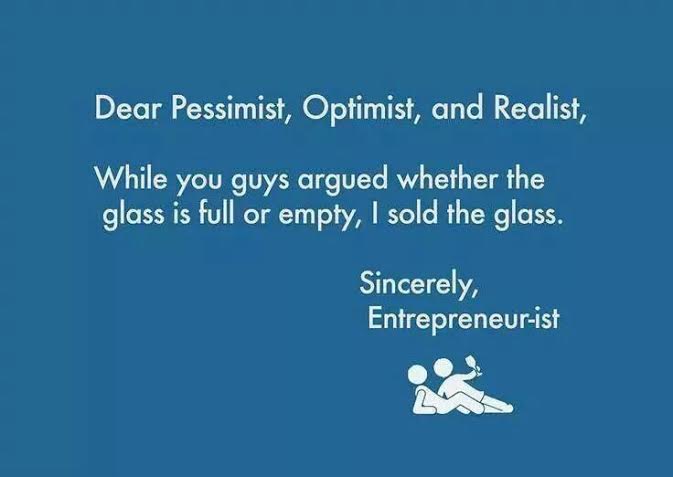 Dear Pessimist, Optimist, and Realist,
While you guys argued whether the
glass is full or empty, I sold the glass.
Sincerely,
Entrepreneur-ist